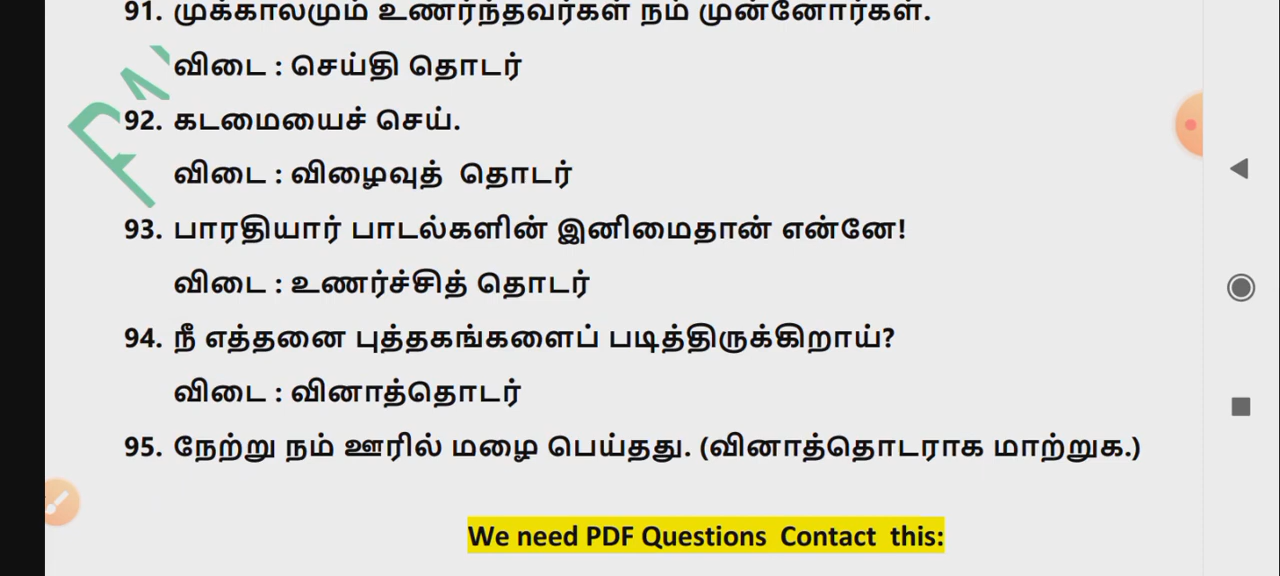 91. முக்காலமும் உணர்ந்தவர்கள் நம் முன்னோர்கள்.
விடை : செய்தி தொடர்
92. கடமையைச் செய்.
விடை : விழைவுத் தொடர்
93. பாரதியார் பாடல்களின் இனிமைதான் என்னே!
விடை : உணர்ச்சித் தொடர்
94. நீ எத்தனை புத்தகங்களைப் படித்திருக்கிறாய்?
விடை : வினாத்தொடர்
95. நேற்று நம் ஊரில் மழை பெய்தது. (வினாத்தொடராக மாற்றுக.)
We need PDF Questions Contact this: